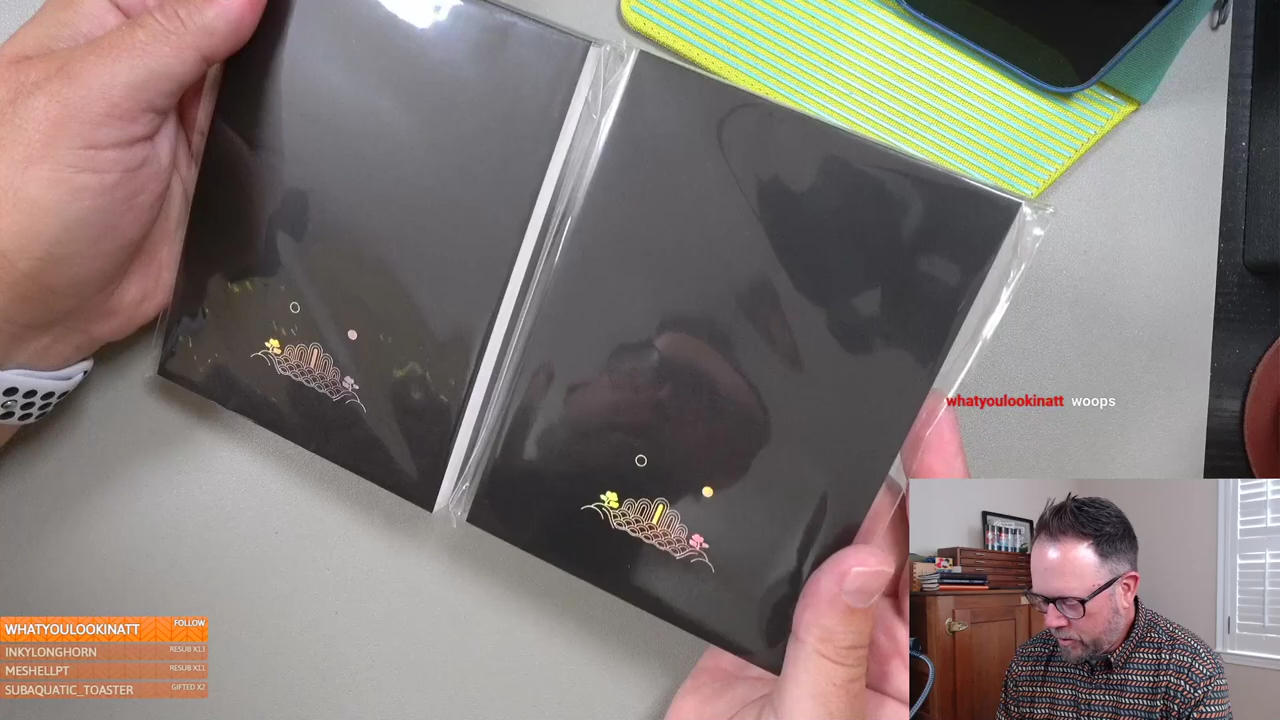 whatyoulookinatt woops
WHATYOULOOKINATT FOLLOW
INKYLONGHORN RESUB X13
MESHELLPT RESUB X11
SUBAQUATIC_TOASTER GIFTED X2